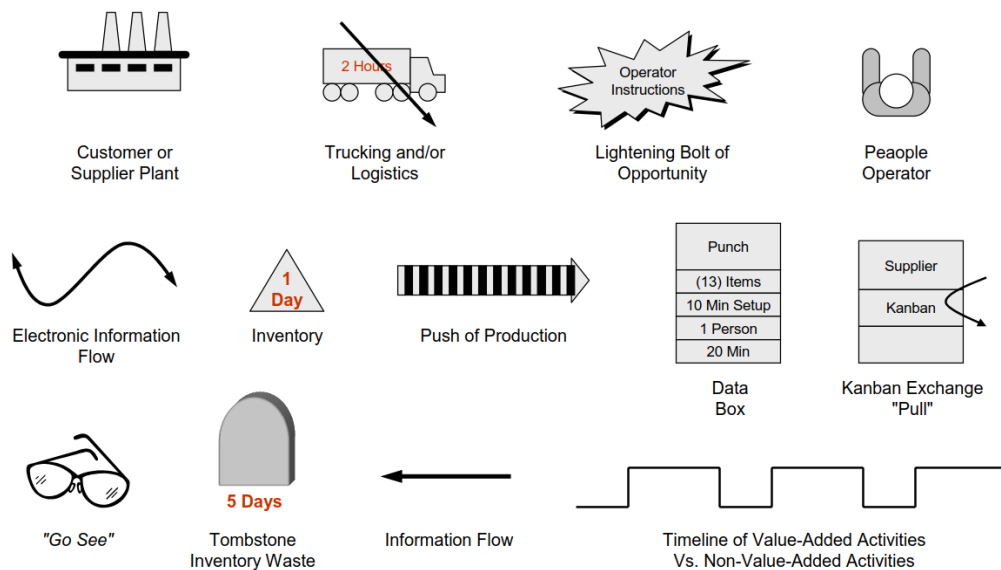 2 Hours
Operator
Instructions
Customer or
Supplier Plant
Trucking and/or
Logistics
Lightening Bolt of
Opportunity
Peaople
Operator
1
Day
Punch
(13) Items
10 Min Setup
1 Person
20 Min
Supplier
Kanban
Electronic Information
Flow
Inventory
Push of Production
Data
Box
Kanban Exchange
"Pull"
5 Days
"Go See"
Tombstone
Inventory Waste
Information Flow
Timeline of Value-Added Activities
Vs. Non-Value-Added Activities